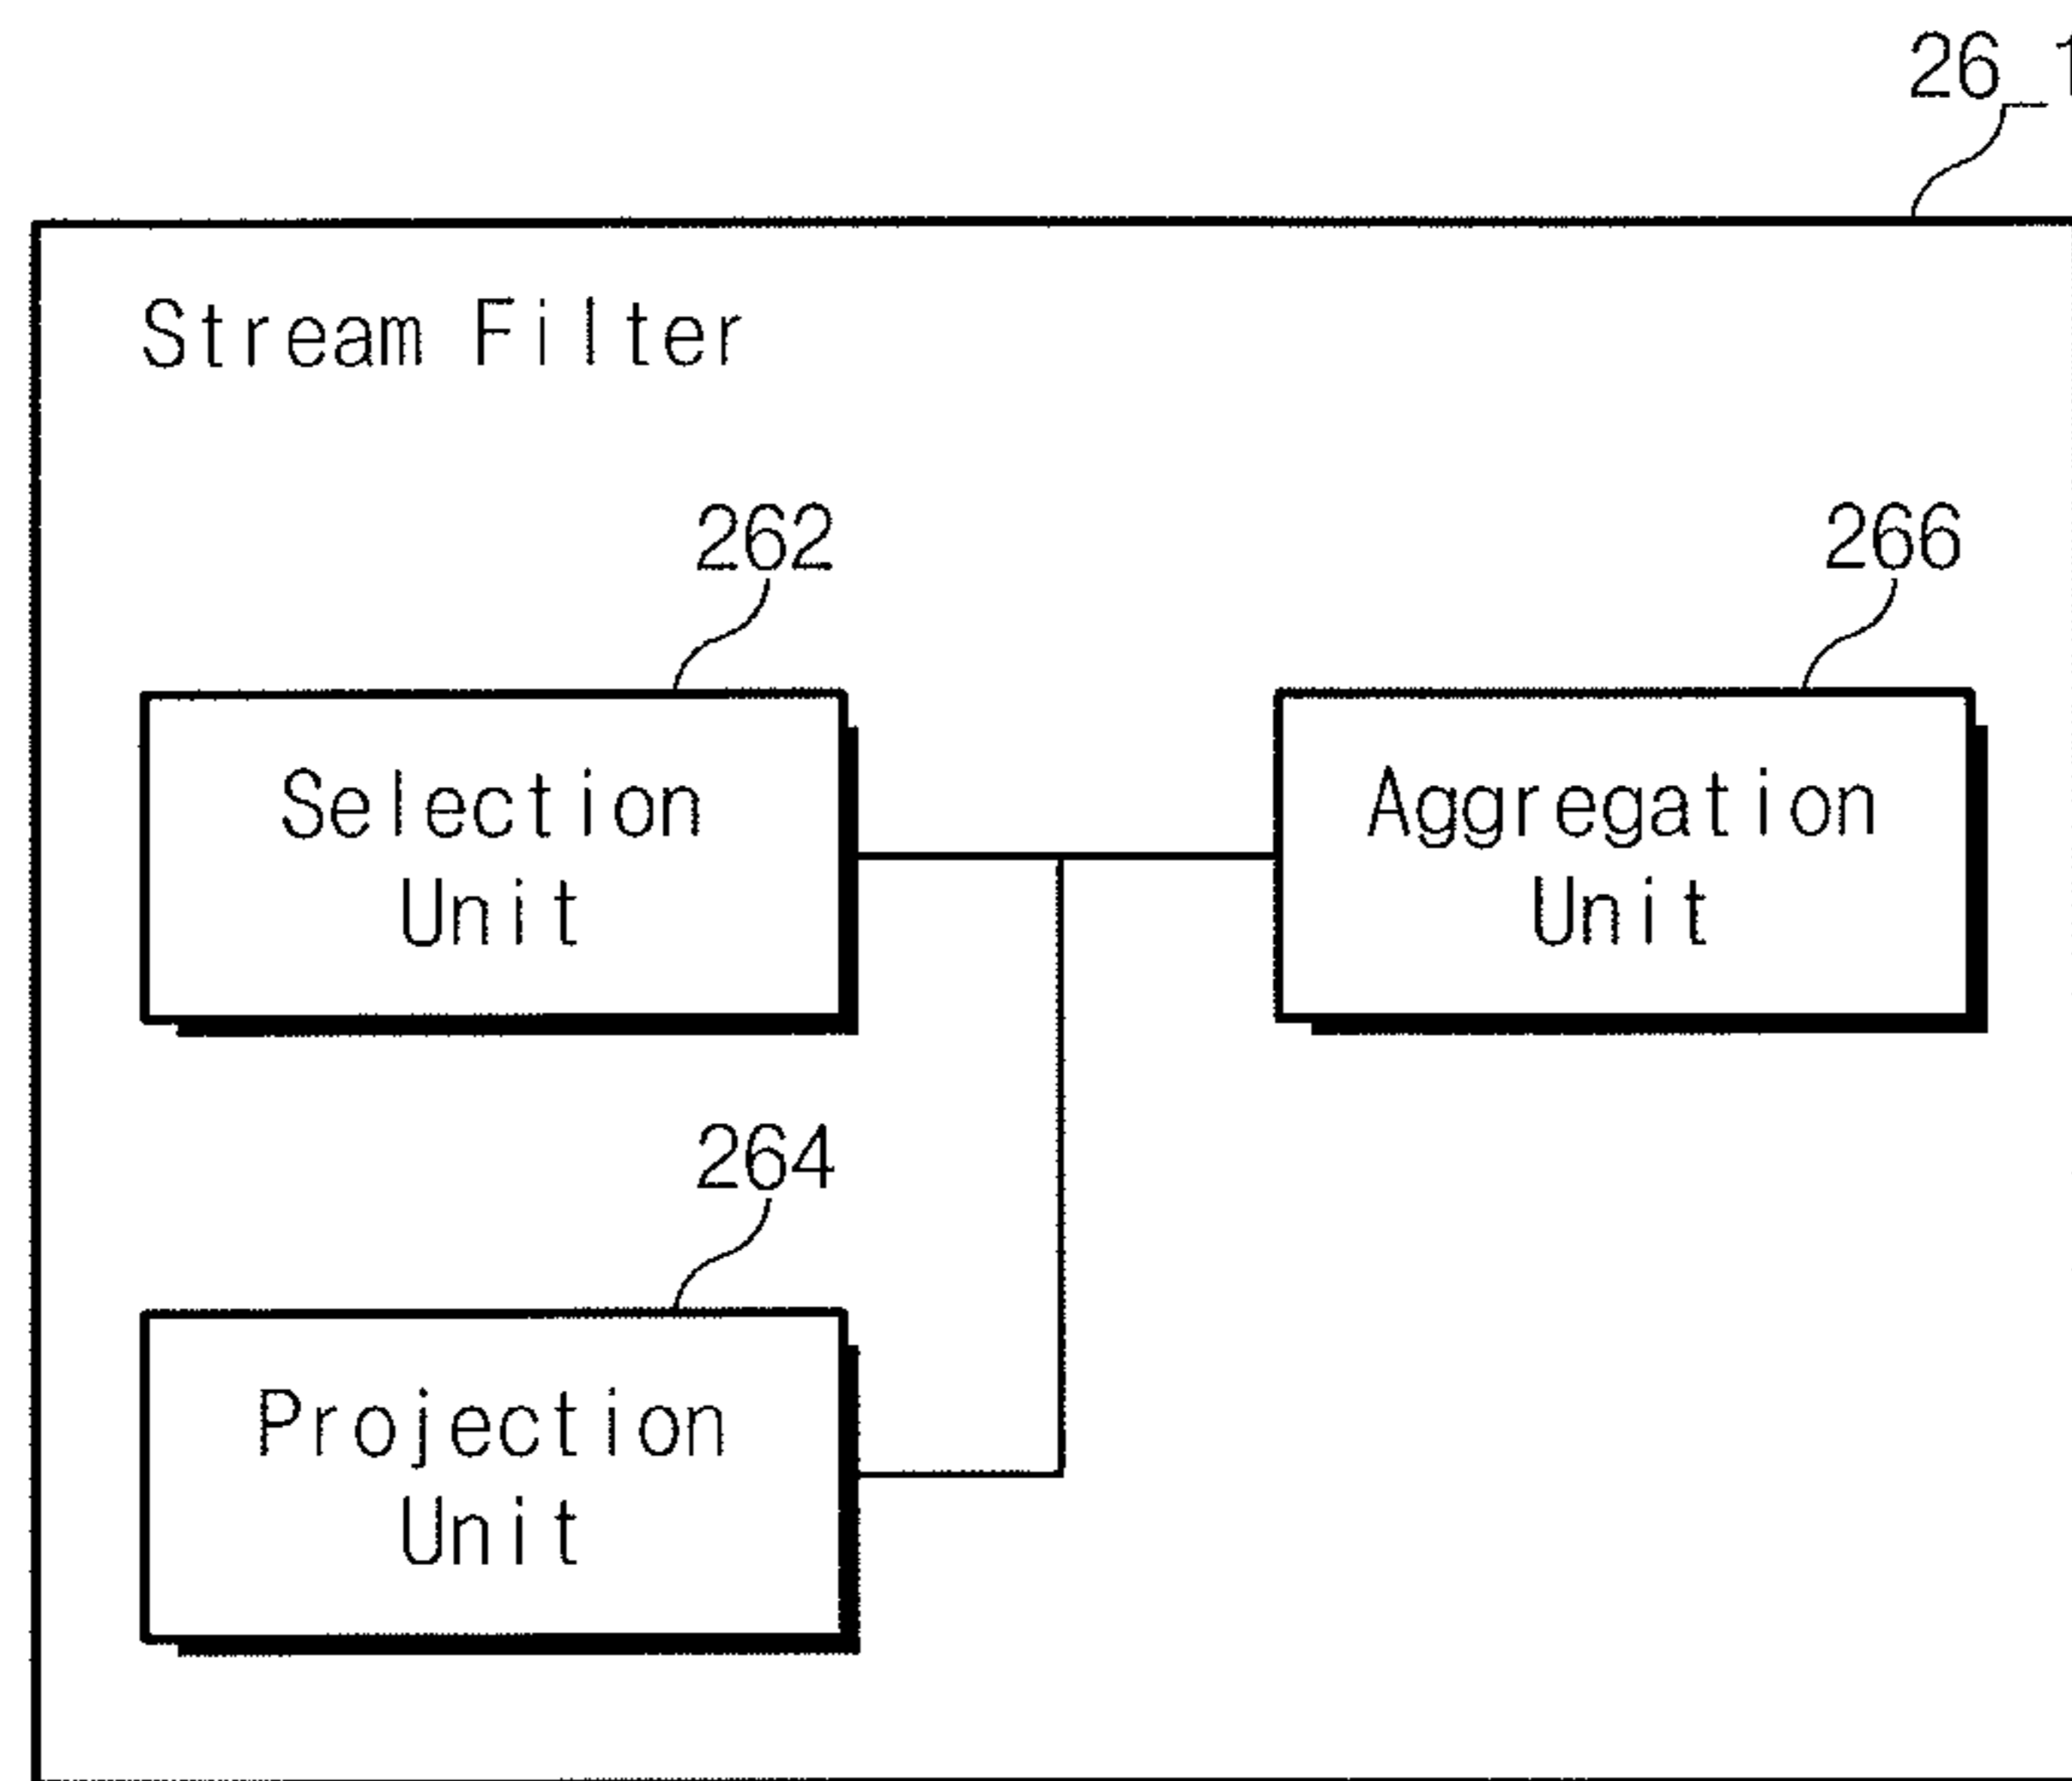 26_1
Stream Filter
262
266
Selection
Unit
Aggregation
Unit
264
Projection
Unit